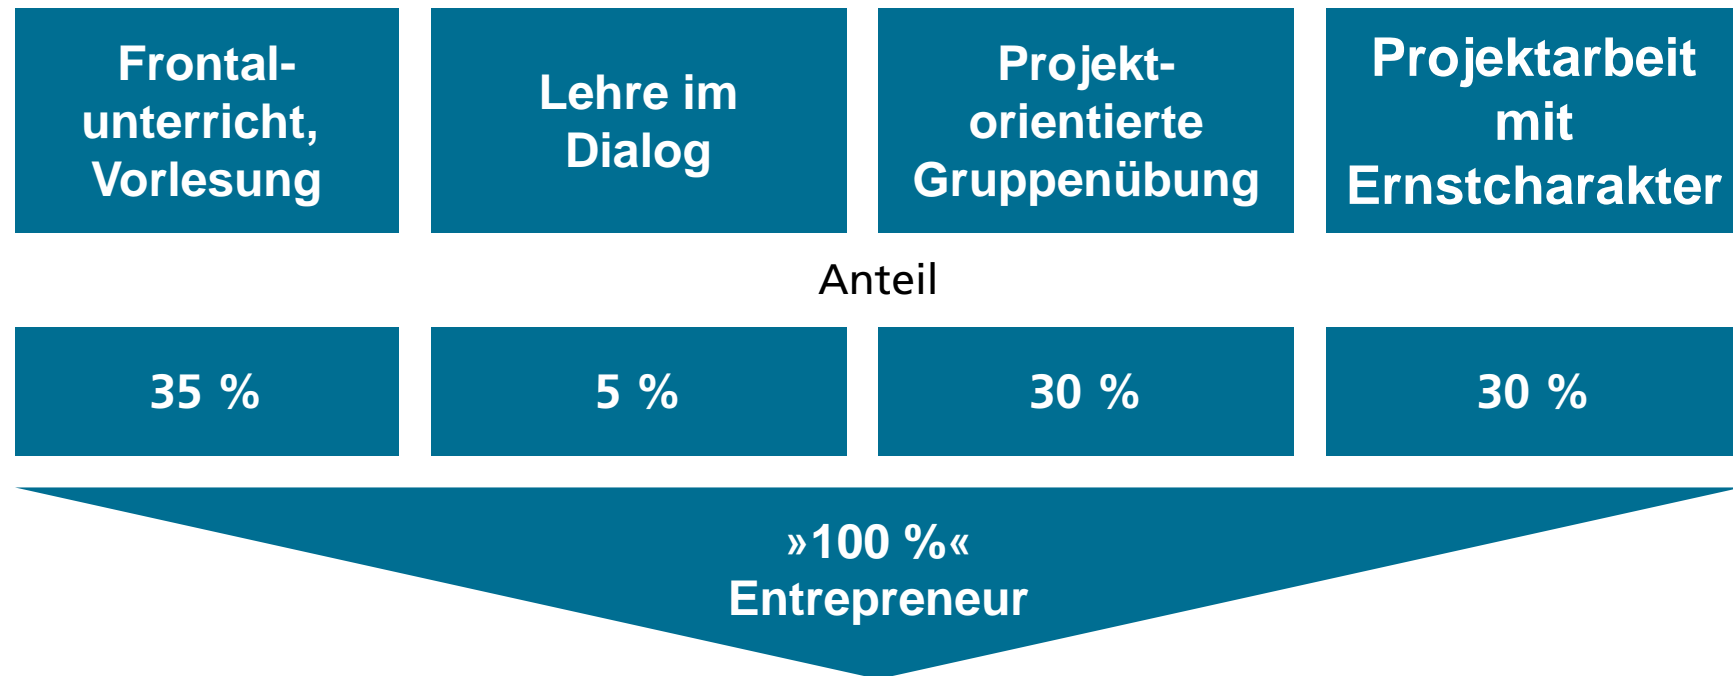 Frontal-
unterricht,
Vorlesung
Lehre im
Dialog
Projekt-
orientierte
Gruppenübung
Projektarbeit
mit
Ernstcharakter
Anteil
35 %
5 %
30 %
30 %
»100 %«
Entrepreneur